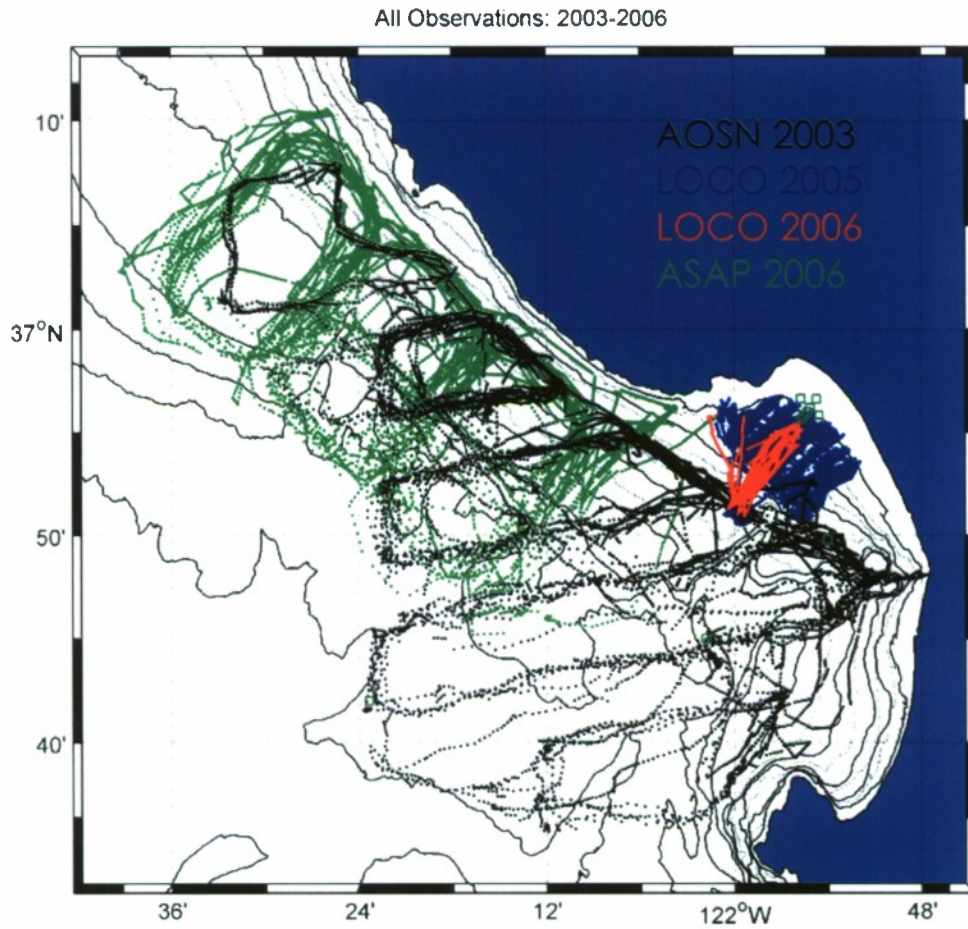 All Observations: 2003-2006
AOSN 2003
LOCO 2005
LOCO 2006
ASAP 2006
10'
37°N
50'
40'
36'
24'
12'
122°W
48'